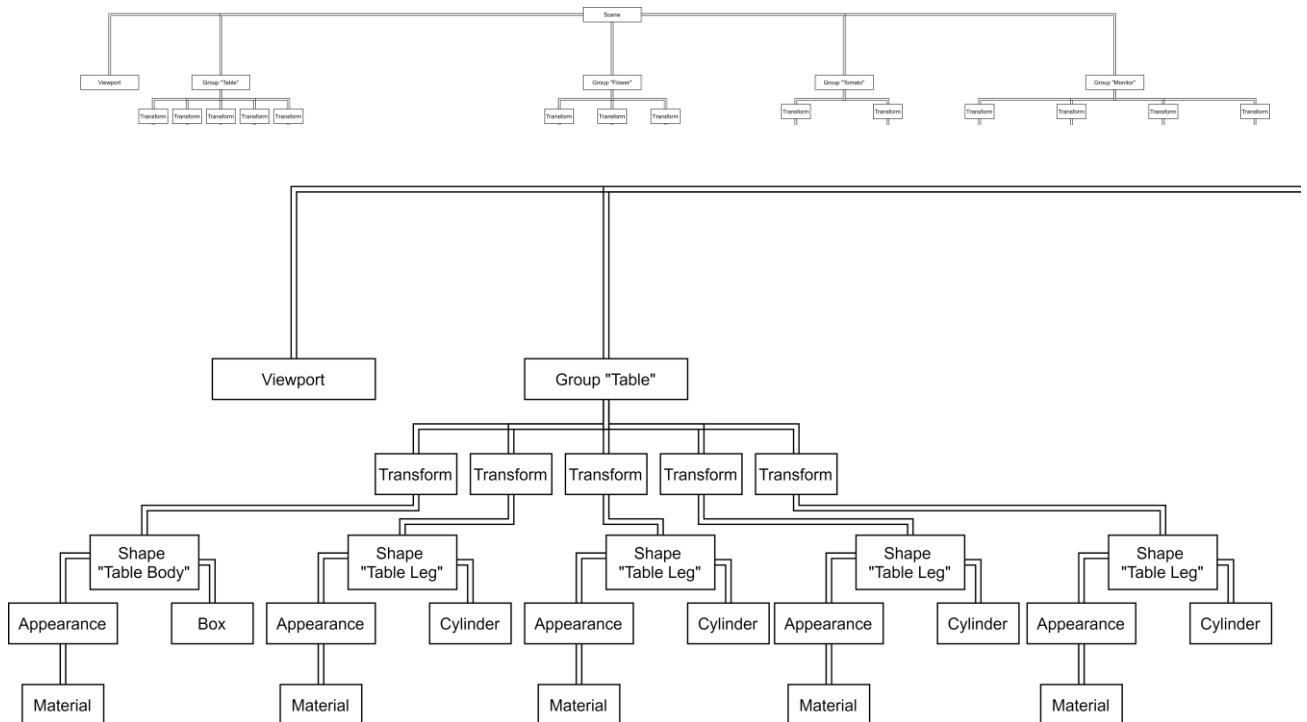 Scene
Viewport
Group "Table"
Group "Flower"
Group "Tomato"
Group "Monitor"
Transform
Transform
Transform
Transform
Transform
Transform
Transform
Transform
Transform
Transform
Transform
Transform
Transform
Transform
Viewport
Group "Table"
Transform
Transform
Transform
Transform
Transform
Shape
"Table Body"
Shape
"Table Leg"
Shape
"Table Leg"
Shape
"Table Leg"
Shape
"Table Leg"
Appearance
Box
Appearance
Cylinder
Appearance
Cylinder
Appearance
Cylinder
Appearance
Cylinder
Material
Material
Material
Material
Material